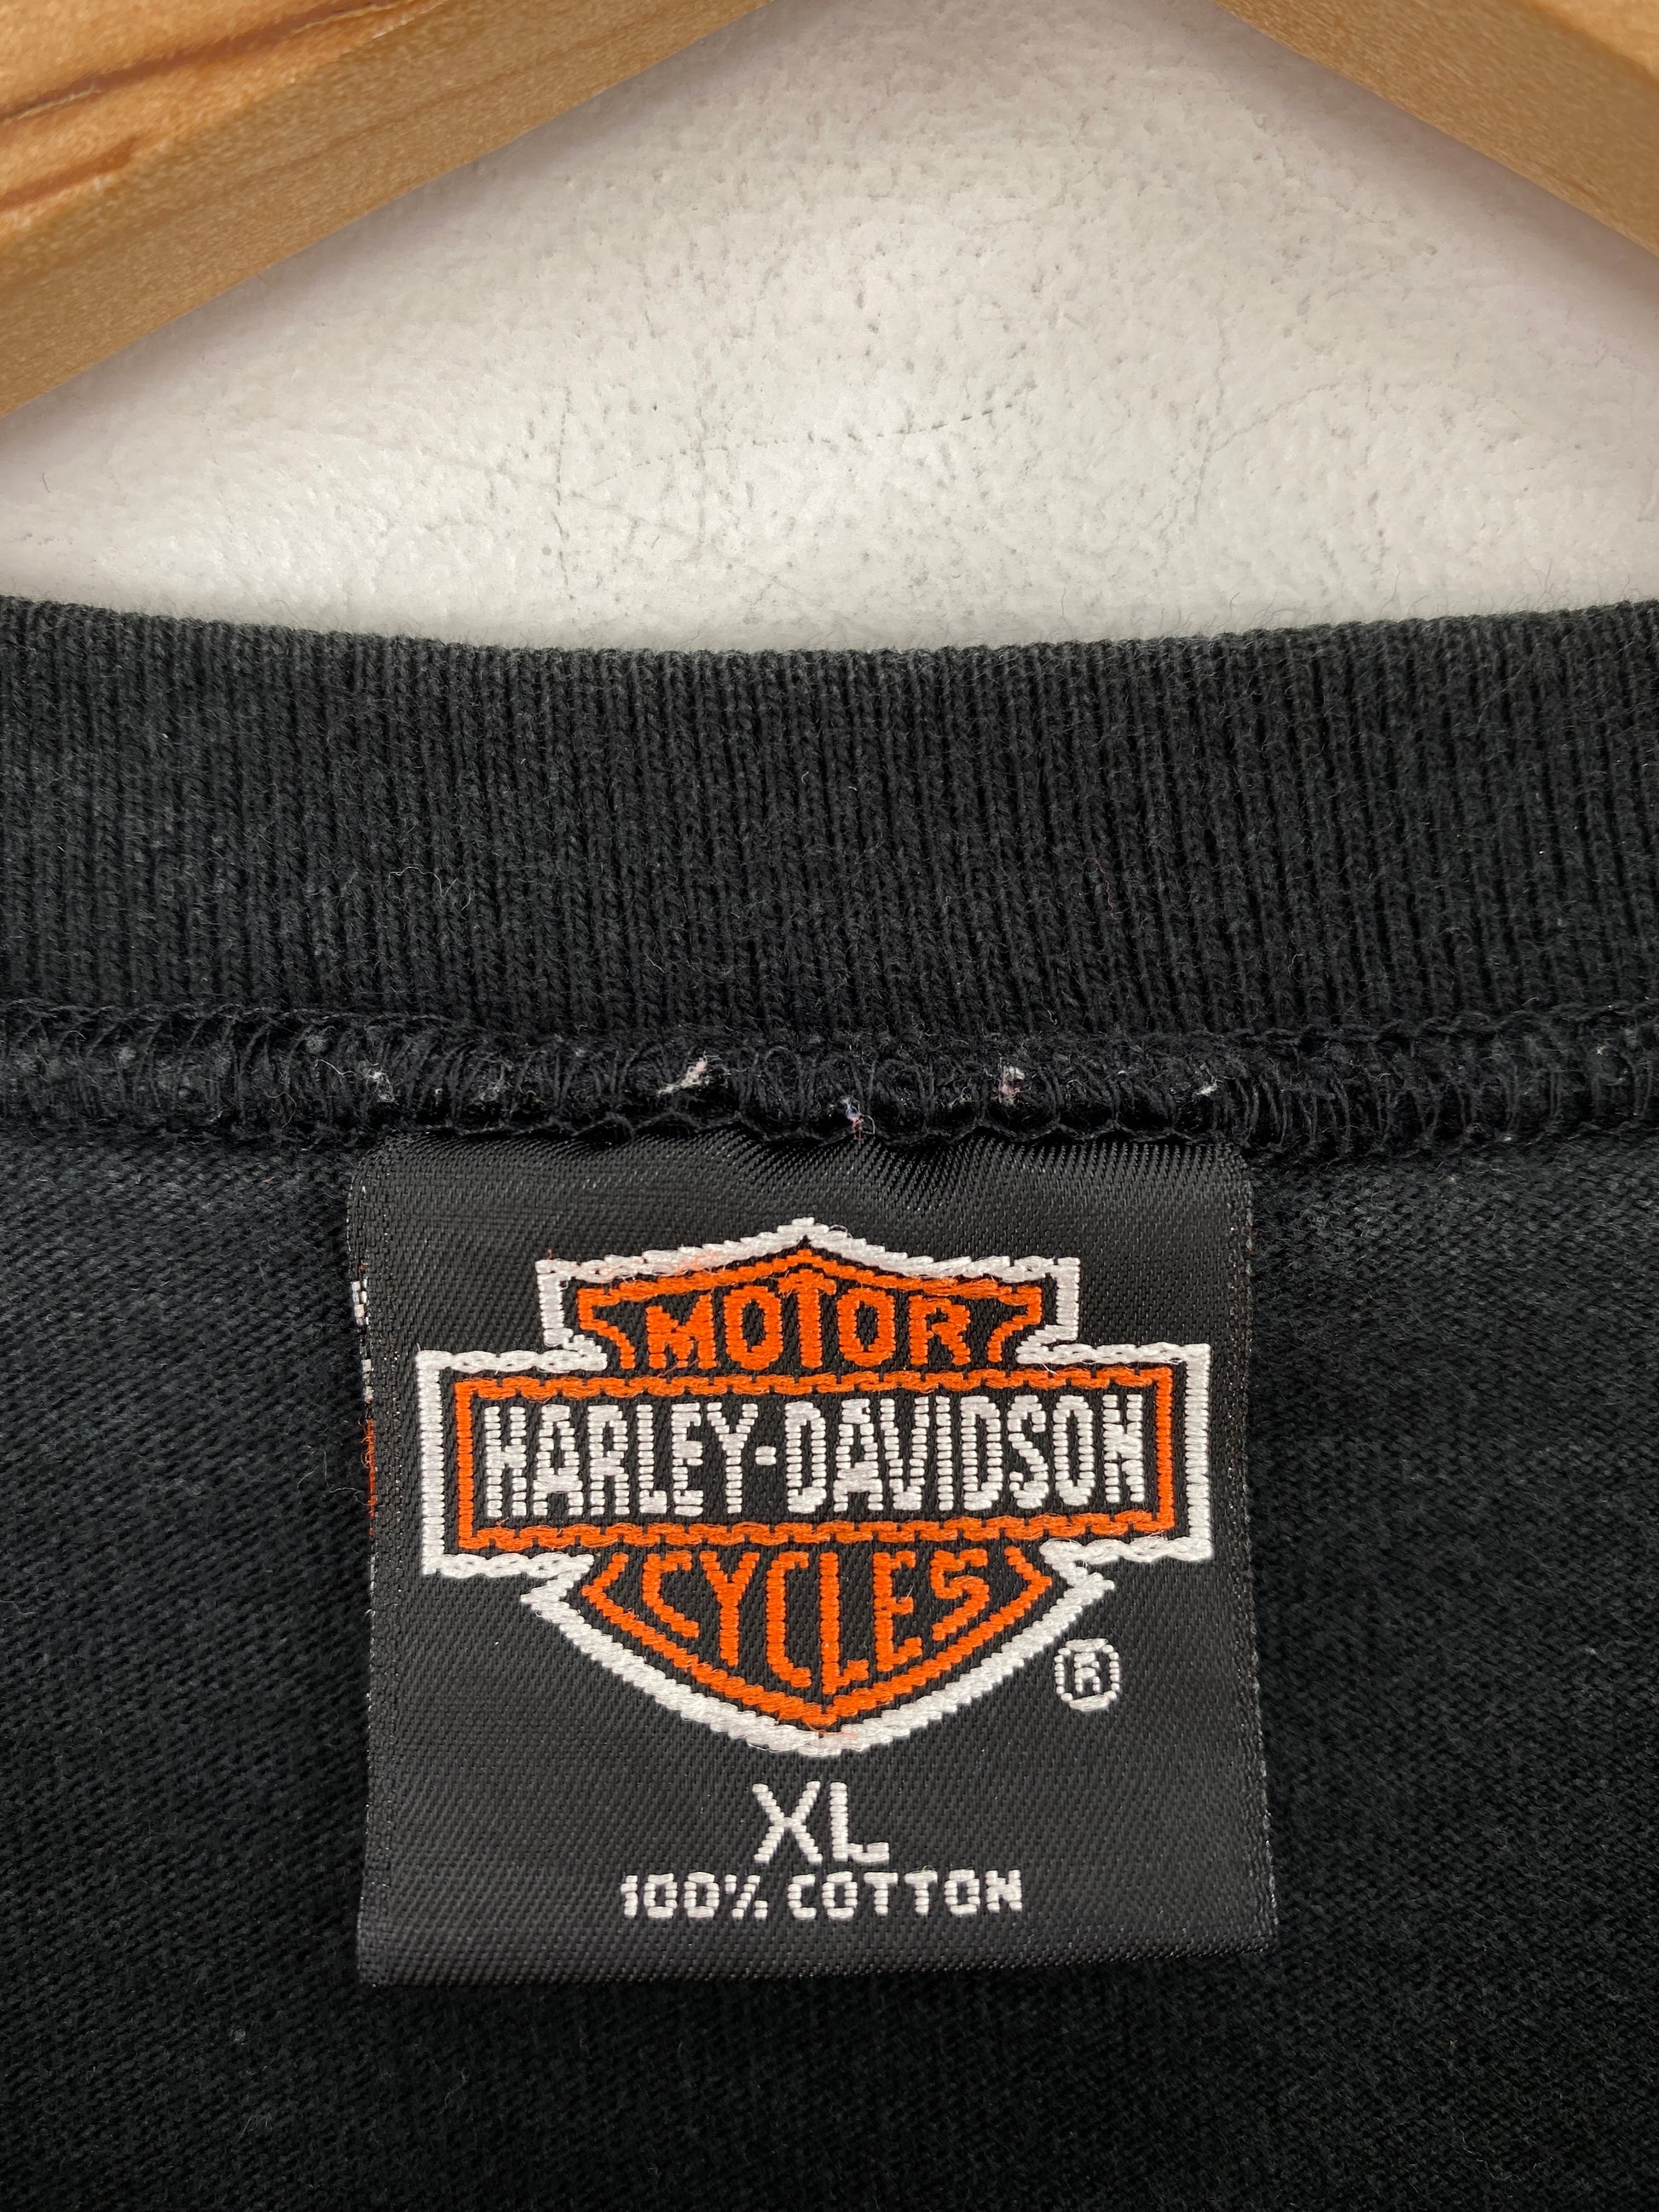 MOTOR
HARLEY-DAVIDSON
CYCLES
®
XL
100% COTTON